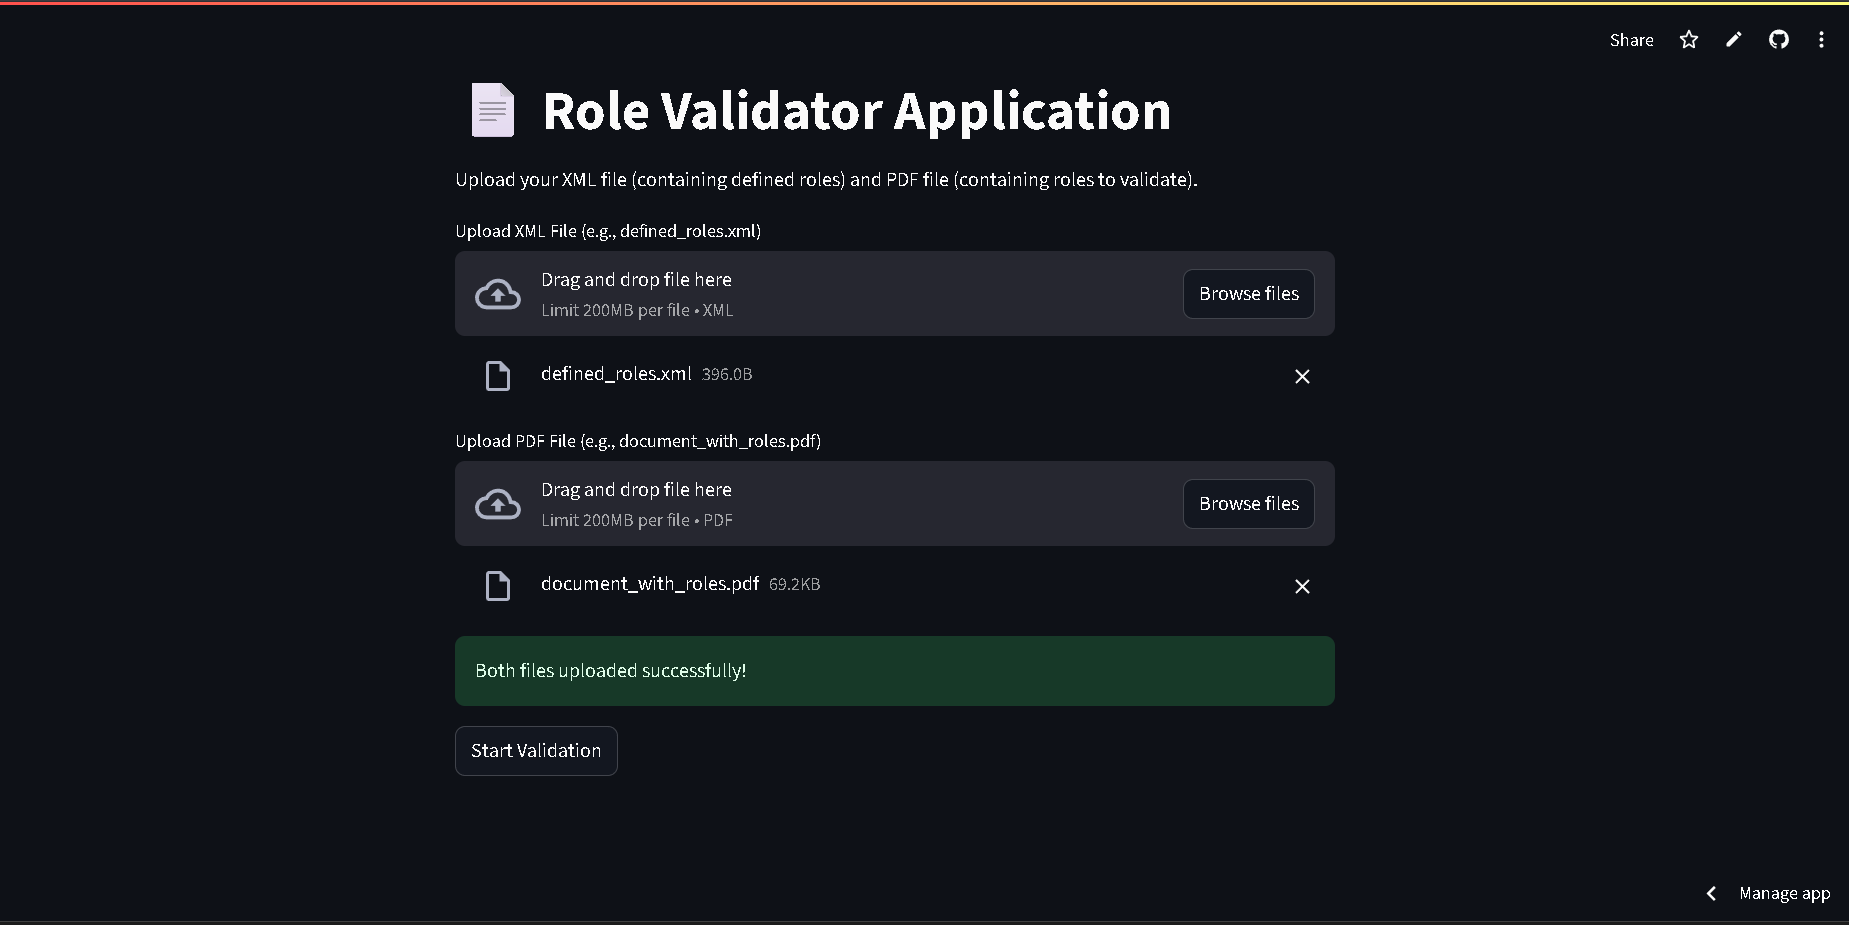 Share
Role Validator Application
Upload your XML file (containing defined roles) and PDF file (containing roles to validate).
Upload XML File (e.g., defined_roles.xml)
Drag and drop file here
Limit 200MB per file • XML
Browse files
defined_roles.xml 396.0B
Upload PDF File (e.g., document_with_roles.pdf)
Drag and drop file here
Limit 200MB per file • PDF
Browse files
document_with_roles.pdf 69.2KB
Both files uploaded successfully!
Start Validation
Manage app